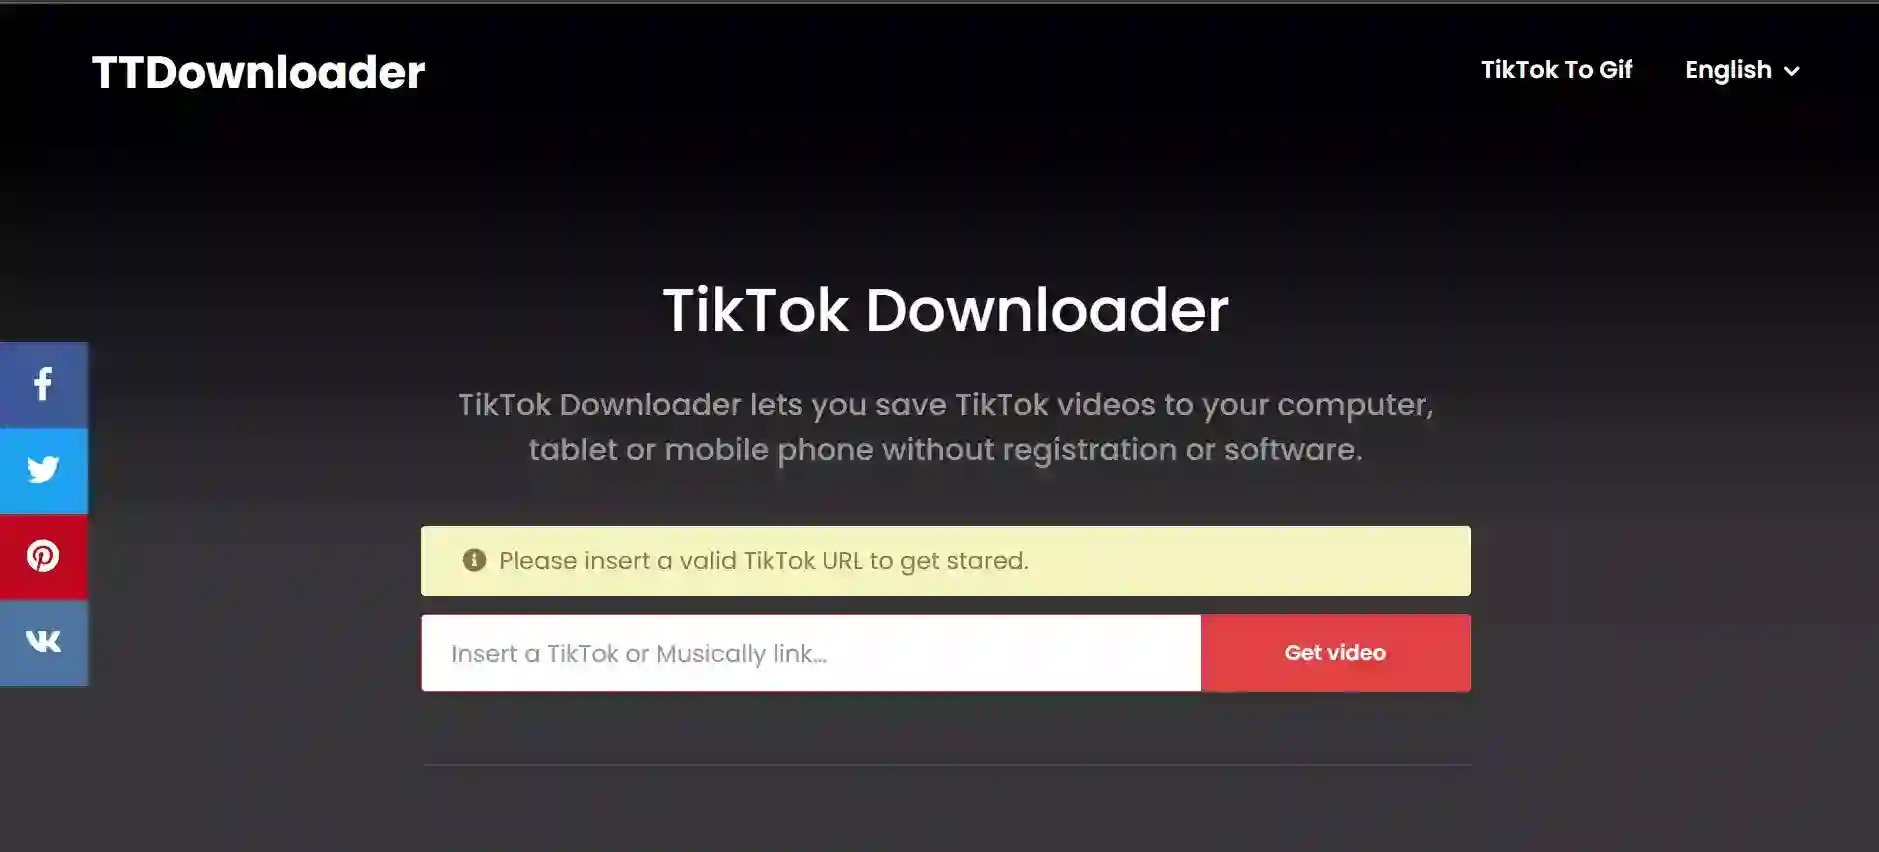 TTDownloader
TikTok To Gif
English
TikTok Downloader
TikTok Downloader lets you save TikTok videos to your computer,
tablet or mobile phone without registration or software.
Please insert a valid TikTok URL to get stared.
Insert a TikTok or Musically link...
Get video